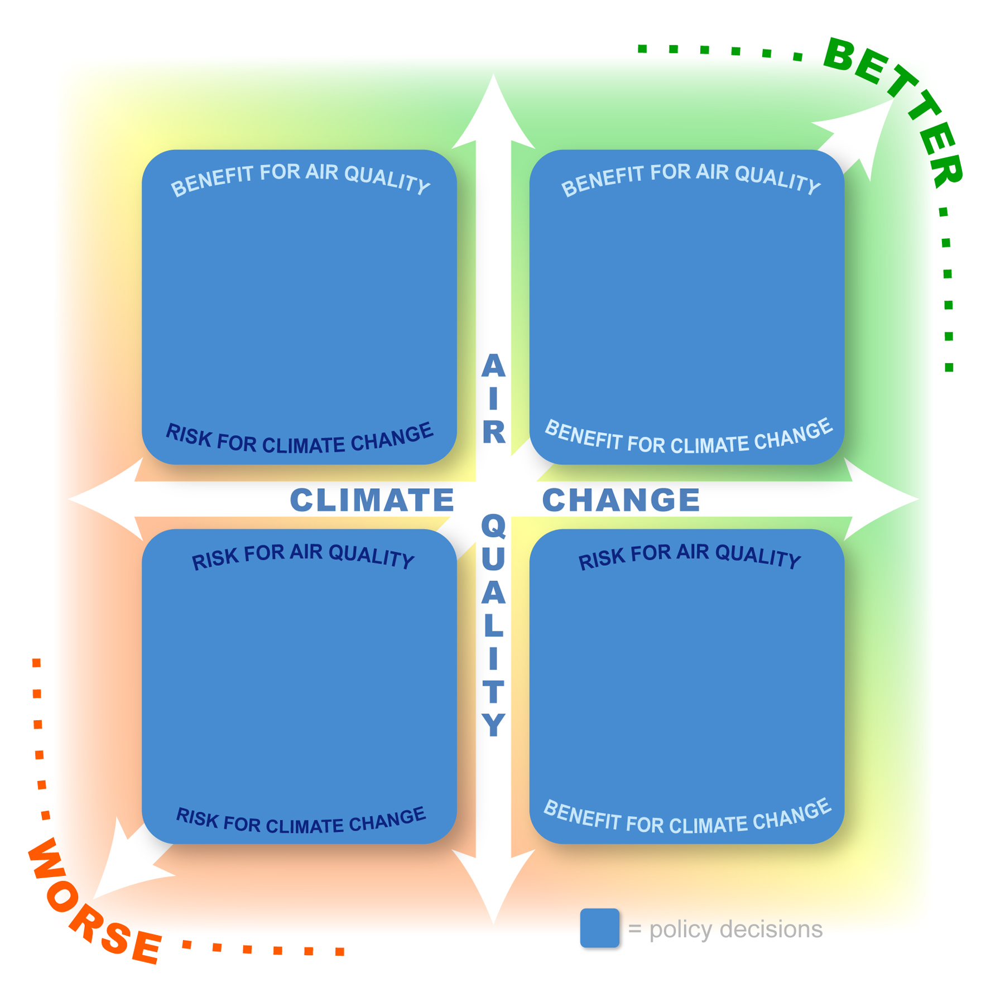 BETTER
BENEFIT FOR AIR QUALITY
RISK FOR CLIMATE CHANGE
BENEFIT FOR AIR QUALITY
BENEFIT FOR CLIMATE CHANGE
AIR QUALITY
CLIMATE CHANGE
RISK FOR AIR QUALITY
RISK FOR CLIMATE CHANGE
RISK FOR AIR QUALITY
BENEFIT FOR CLIMATE CHANGE
WORSE
= policy decisions